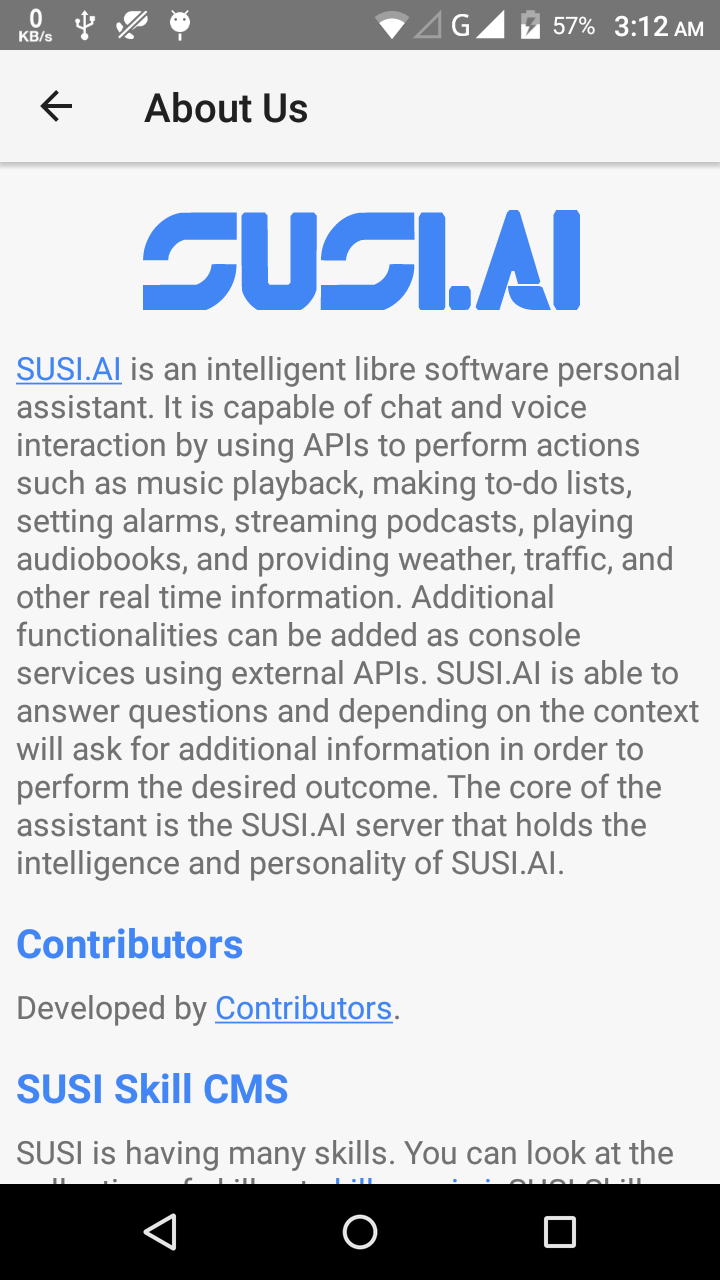 0
KB/s
G
57%
3:12 AM
About Us
SUSI.AI
SUSI.AI is an intelligent libre software personal
assistant. It is capable of chat and voice
interaction by using APIs to perform actions
such as music playback, making to-do lists,
setting alarms, streaming podcasts, playing
audiobooks, and providing weather, traffic, and
other real time information. Additional
functionalities can be added as console
services using external APIs. SUSI.AI is able to
answer questions and depending on the context
will ask for additional information in order to
perform the desired outcome. The core of the
assistant is the SUSI.AI server that holds the
intelligence and personality of SUSI.AI.
Contributors
Developed by Contributors.
SUSI Skill CMS
SUSI is having many skills. You can look at the